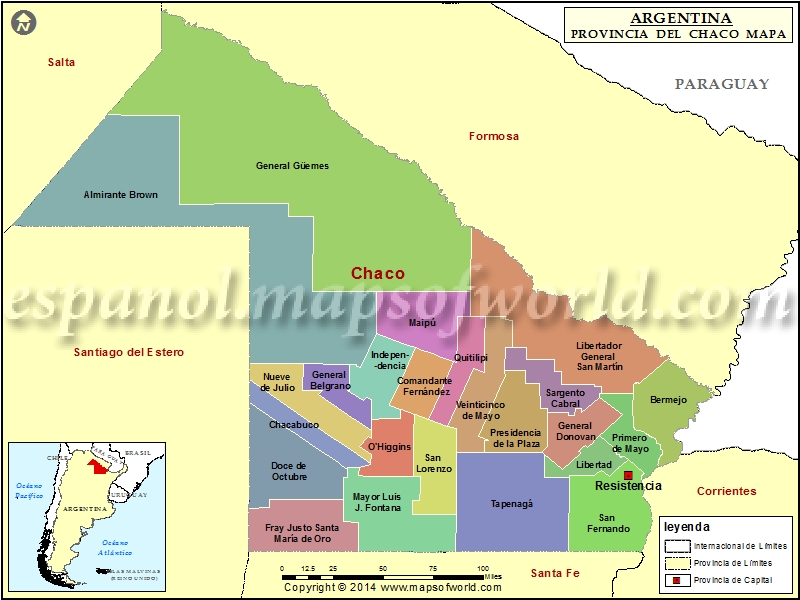 ARGENTINA
PROVINCIA DEL CHACO MAPA
N
Salta
PARAGUAY
Formosa
General Güemes
Almirante Brown
Chaco
espanol.mapsofworld.com
Maipú
Santiago del Estero
Indepen-
-dencia
Quitilipi
Libertador
General
San Martín
Nueve
de Julio
General
Belgrano
Comandante
Fernández
Sargento
Cabral
Bermejo
Veinticinco
de Mayo
Chacabuco
General
Donovan
Presidencia
de la Plaza
Primero
de Mayo
O'Higgins
San
Lorenzo
Doce de
Octubre
Libertad
Resistencia
Corrientes
Mayor Luis
J. Fontana
Tapenagá
San
Fernando
Fray Justo Santa
María de Oro
Santa Fe
CHILE
PARAGUAY
BRASIL
Océano
Pacífico
URUGUAY
ARGENTINA
Océano
Atlántico
ISLAS MALVINAS
(REINO UNIDO)
leyenda
Internacional de Límites
Provincia de Límites
Provincia de Capital
0 12.5 25 50 75 100
Miles
Copyright © 2014 www.mapsofworld.com